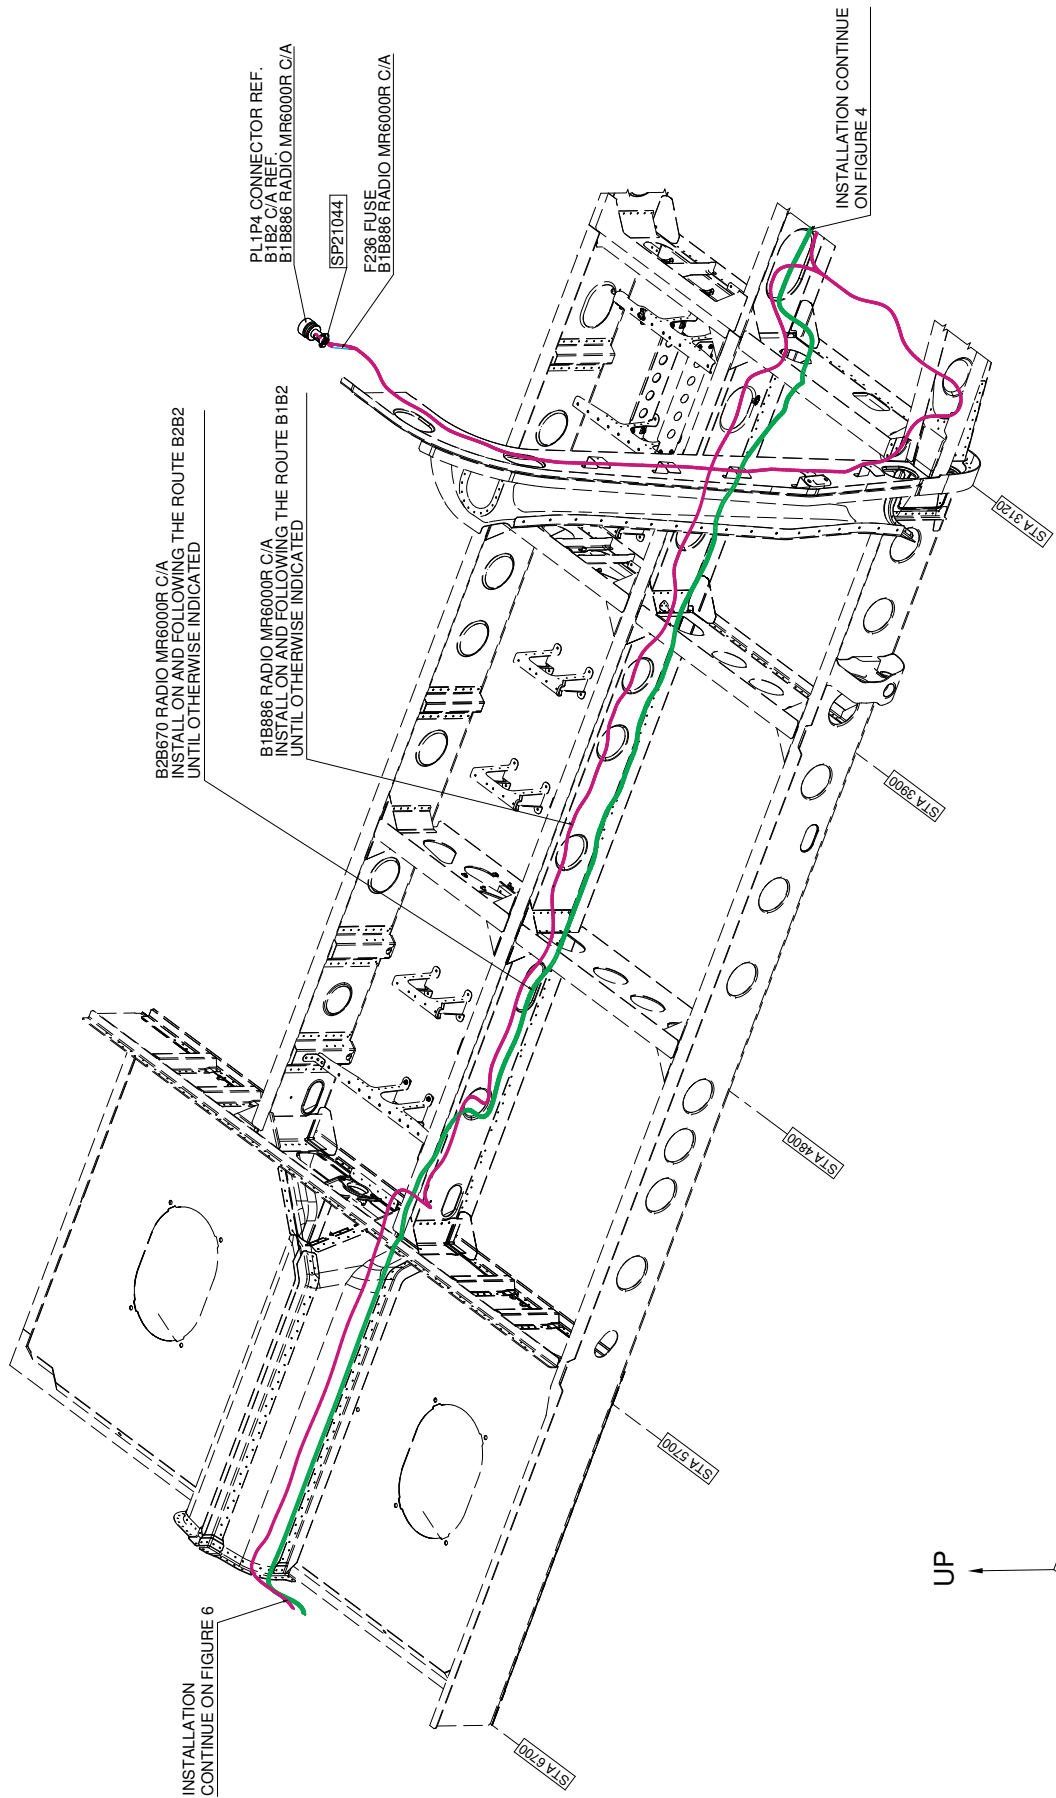 PL1P4 CONNECTOR REF.
B1B2 C/A REF.
B1B886 RADIO MR6000R C/A
SP21044
F236 FUSE
B1B886 RADIO MR6000R C/A
INSTALLATION CONTINUE
ON FIGURE 4
B2B670 RADIO MR6000R C/A
INSTALL ON AND FOLLOWING THE ROUTE B2B2
UNTIL OTHERWISE INDICATED
B1B886 RADIO MR6000R C/A
INSTALL ON AND FOLLOWING THE ROUTE B1B2
UNTIL OTHERWISE INDICATED
STA 3120
STA 3900
STA 4800
STA 5700
STA 6700
INSTALLATION
CONTINUE ON FIGURE 6
UP